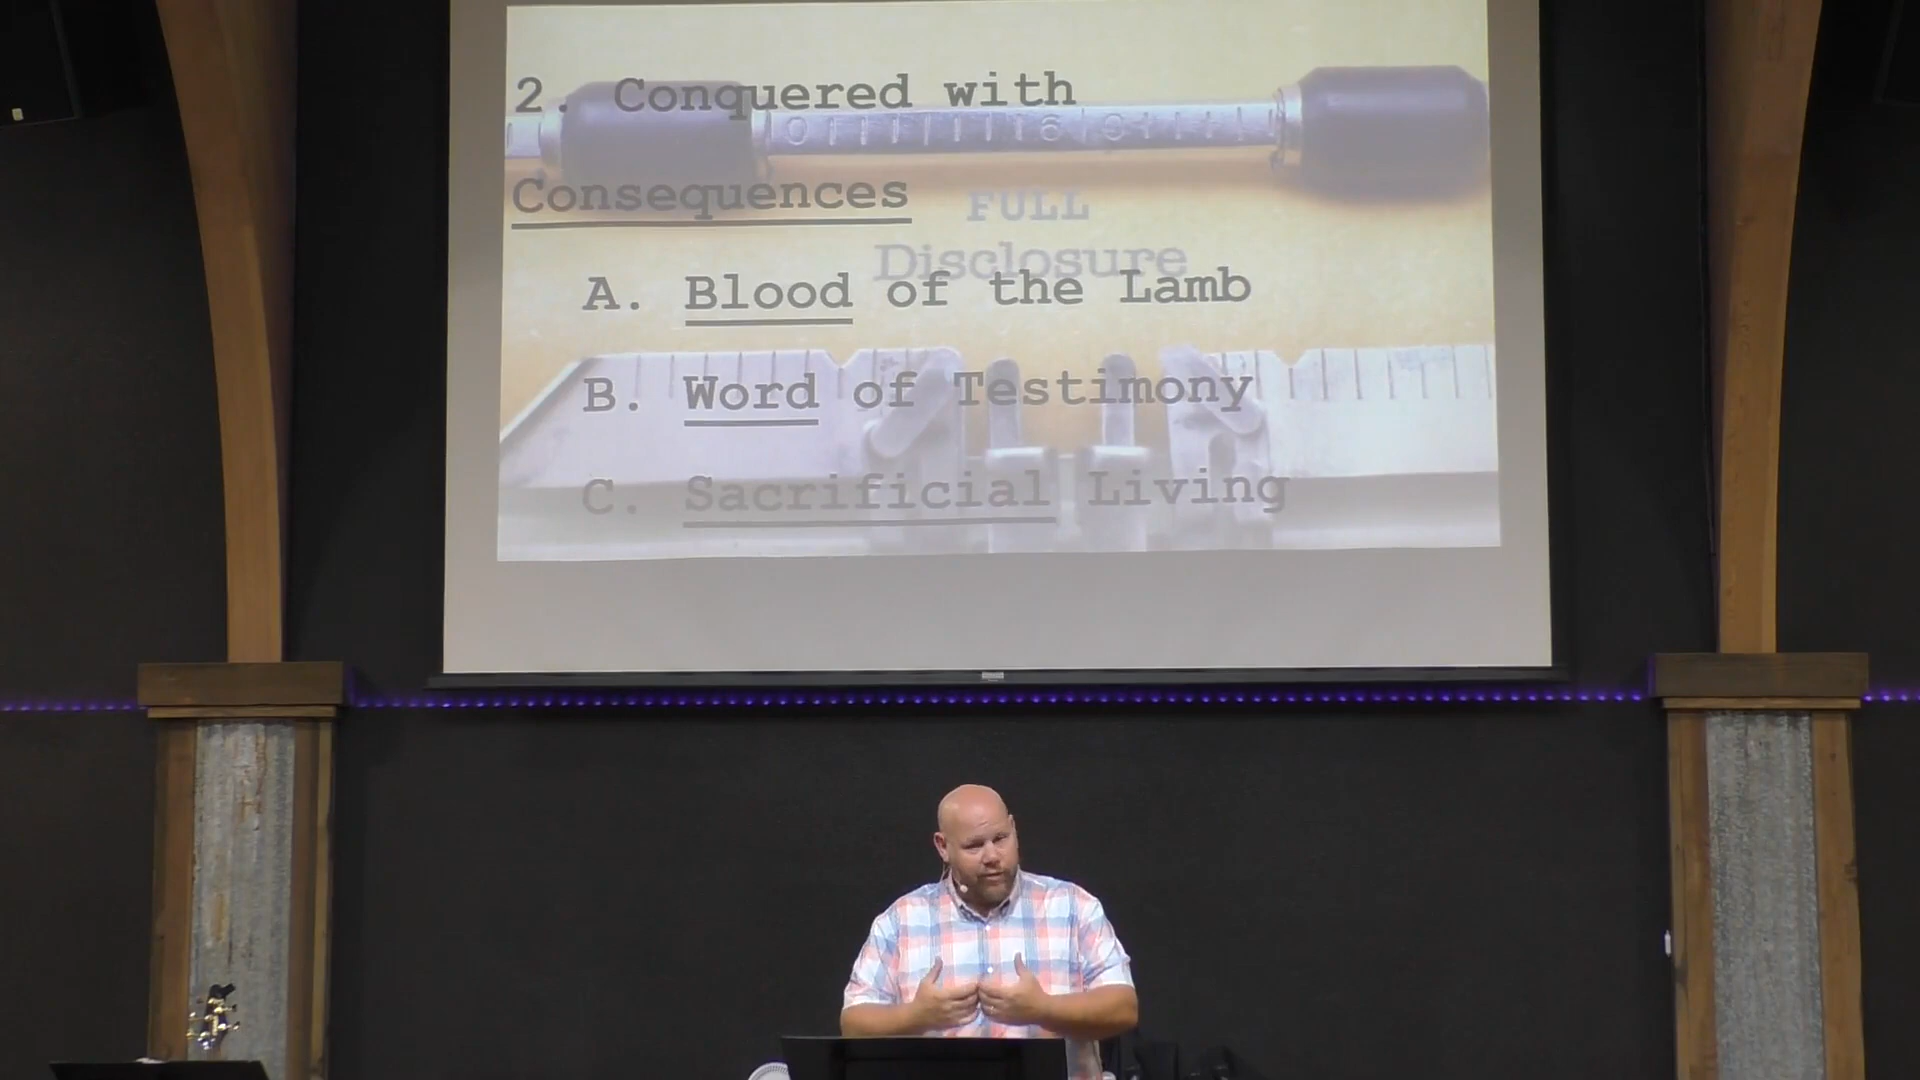 2. Conquered with
Consequences
FULL
Disclosure
A. Blood of the Lamb
B. Word of Testimony
C. Sacrificial Living